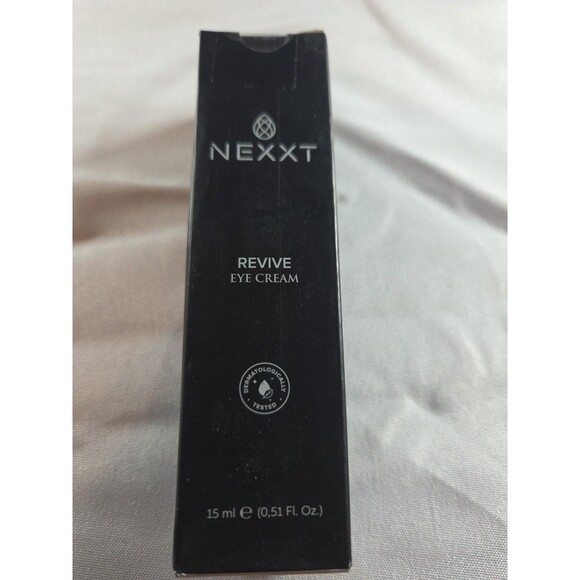 NEXXT
REVIVE
EYE CREAM
DERMATOLOGICALLY
TESTED
15 ml ℮ (0,51 Fl. Oz.)